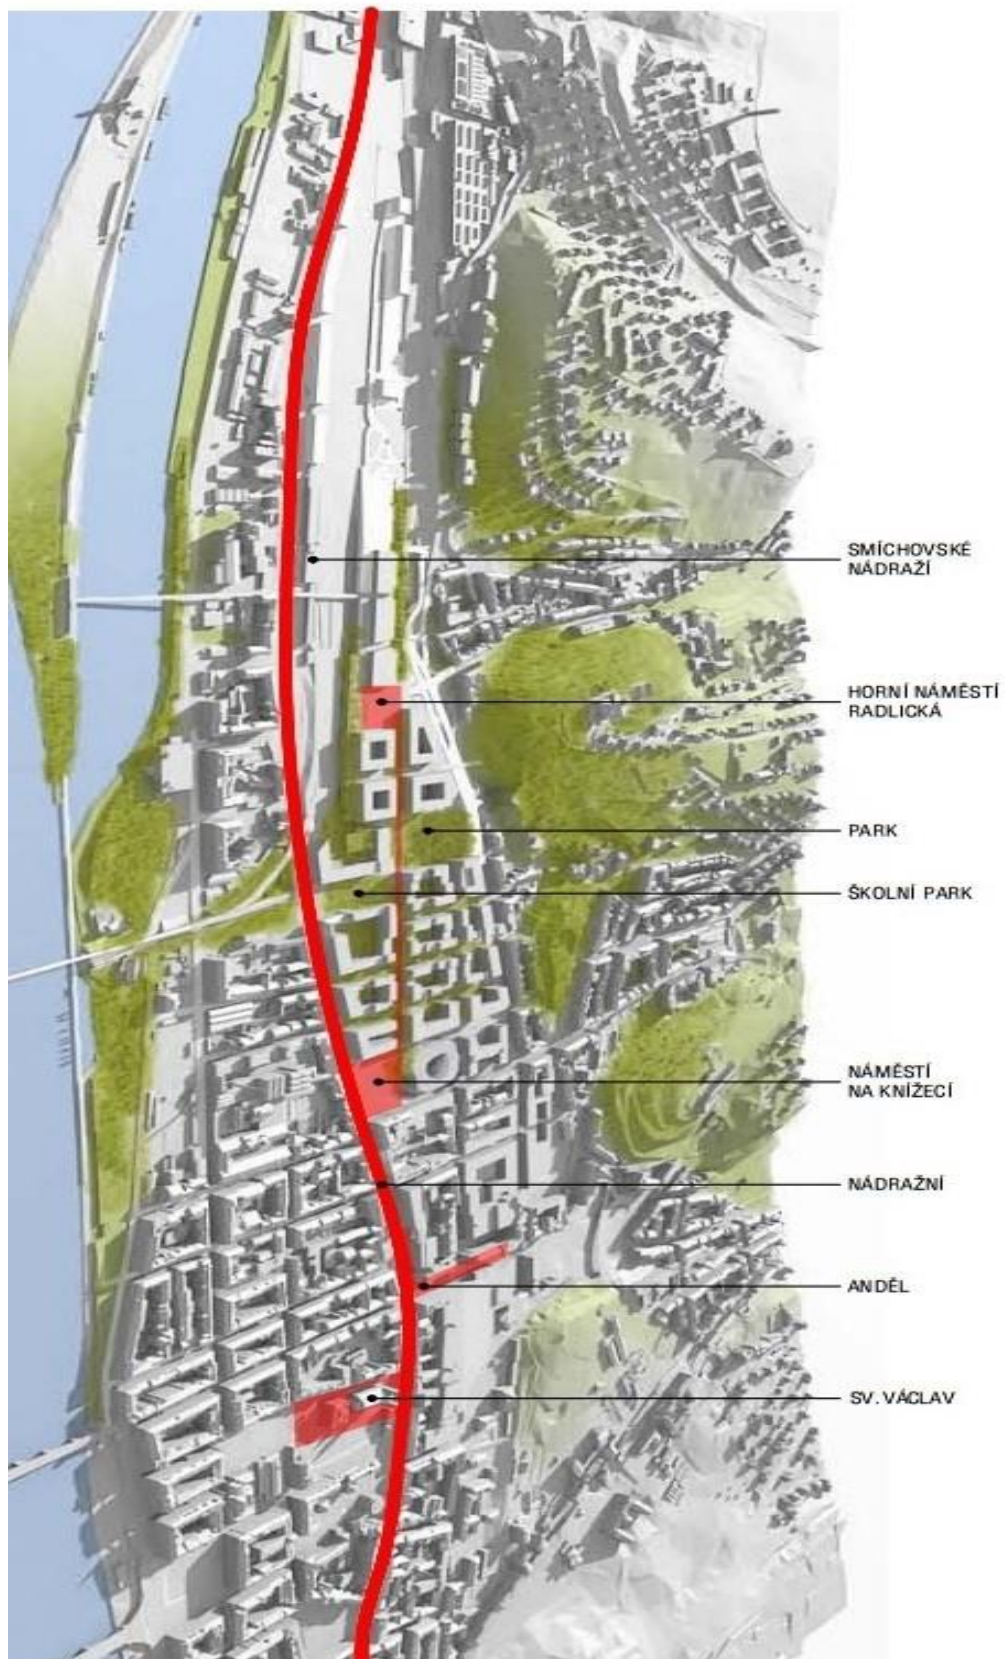 SMÍCHOVSKÉ
NÁDRAŽÍ
HORNÍ NÁMĚSTÍ
RADLICKÁ
PARK
ŠKOLNÍ PARK
NÁMĚSTÍ
NA KNÍŽECÍ
NÁDRAŽNÍ
ANDĚL
SV. VÁCLAV